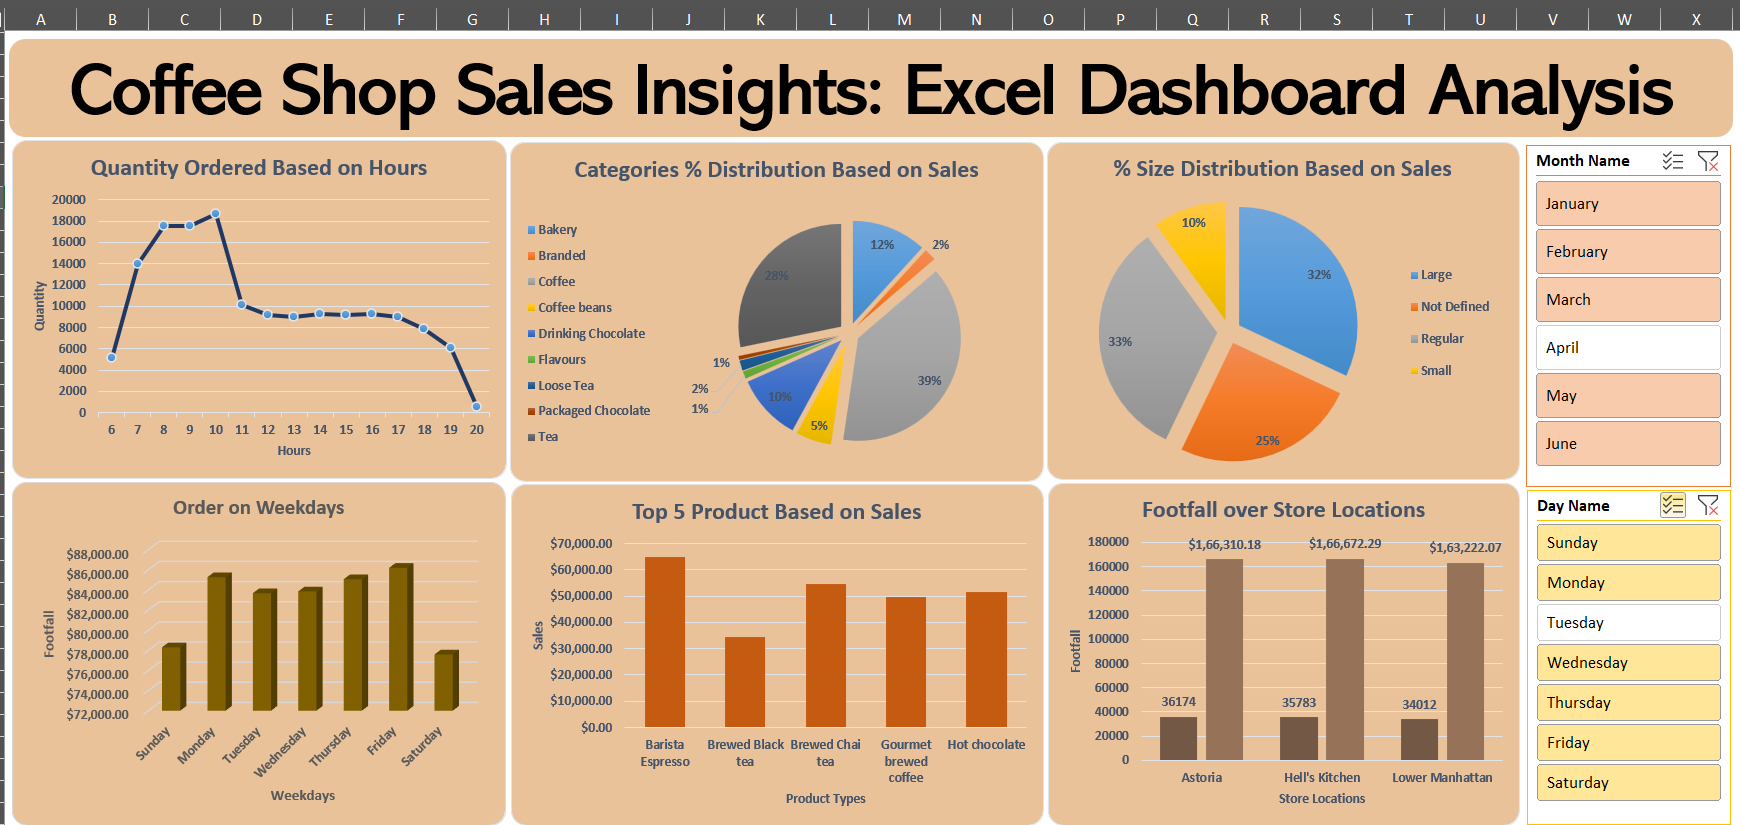 A B C D E F G H I J K L M N O P Q R S T U V W X
Coffee Shop Sales Insights: Excel Dashboard Analysis
Quantity Ordered Based on Hours
20000
18000
16000
14000
12000
10000
8000
6000
4000
2000
0
Quantity
6 7 8 9 10 11 12 13 14 15 16 17 18 19 20
Hours
Categories % Distribution Based on Sales
Bakery
Branded
Coffee
Coffee beans
Drinking Chocolate
Flavours
Loose Tea
Packaged Chocolate
Tea
12%
2%
39%
5%
10%
1%
2%
1%
28%
% Size Distribution Based on Sales
32%
25%
33%
10%
Large
Not Defined
Regular
Small
Month Name
January
February
March
April
May
June
Order on Weekdays
$88,000.00
$86,000.00
$84,000.00
$82,000.00
$80,000.00
$78,000.00
$76,000.00
$74,000.00
$72,000.00
Footfall
Sunday
Monday
Tuesday
Wednesday
Thursday
Friday
Saturday
Weekdays
Top 5 Product Based on Sales
$70,000.00
$60,000.00
$50,000.00
$40,000.00
$30,000.00
$20,000.00
$10,000.00
$0.00
Sales
Barista
Espresso
Brewed Black
tea
Brewed Chai
tea
Gourmet
brewed
coffee
Hot chocolate
Product Types
Footfall over Store Locations
180000
160000
140000
120000
100000
80000
60000
40000
20000
0
Footfall
$1,66,310.18
$1,66,672.29
$1,63,222.07
36174
35783
34012
Astoria
Hell's Kitchen
Lower Manhattan
Store Locations
Day Name
Sunday
Monday
Tuesday
Wednesday
Thursday
Friday
Saturday